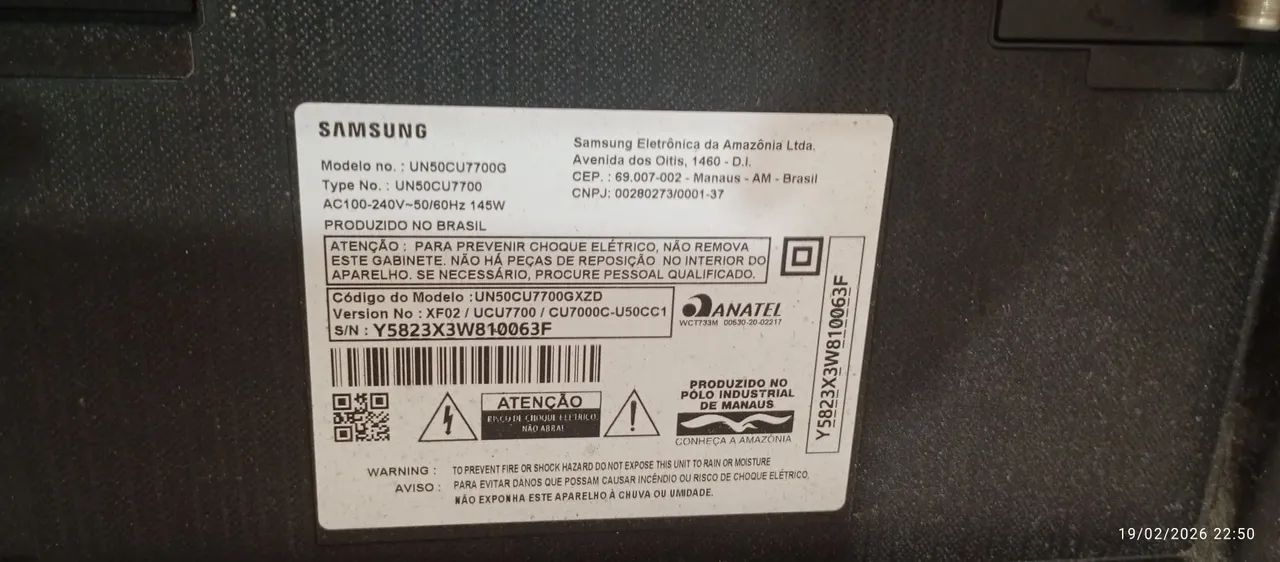 SAMSUNG
Modelo no. : UN50CU7700G
Type No. : UN50CU7700
AC100-240V~50/60Hz 145W
PRODUZIDO NO BRASIL
Samsung Eletrônica da Amazônia Ltda.
Avenida dos Oitis, 1460 - D.I.
CEP. : 69.007-002 - Manaus - AM - Brasil
CNPJ: 00280273/0001-37
ATENÇÃO : PARA PREVENIR CHOQUE ELÉTRICO, NÃO REMOVA
ESTE GABINETE. NÃO HÁ PEÇAS DE REPOSIÇÃO NO INTERIOR DO
APARELHO. SE NECESSÁRIO, PROCURE PESSOAL QUALIFICADO.
Código do Modelo :UN50CU7700GXZD
Version No : XF02 / UCU7700 / CU7000C-U50CC1
S/N : Y5823X3W810063F
ANATEL
WCT733M 00630-20-02217
Y5823X3W810063F
ATENÇÃO
RISCO DE CHOQUE ELÉTRICO
NÃO ABRA!
PRODUZIDO NO
PÓLO INDUSTRIAL
DE MANAUS
CONHEÇA A AMAZÔNIA
WARNING : TO PREVENT FIRE OR SHOCK HAZARD DO NOT EXPOSE THIS UNIT TO RAIN OR MOISTURE
AVISO : PARA EVITAR DANOS QUE POSSAM CAUSAR INCÊNDIO OU RISCO DE CHOQUE ELÉTRICO,
NÃO EXPONHA ESTE APARELHO À CHUVA OU UMIDADE.
19/02/2026 22:50